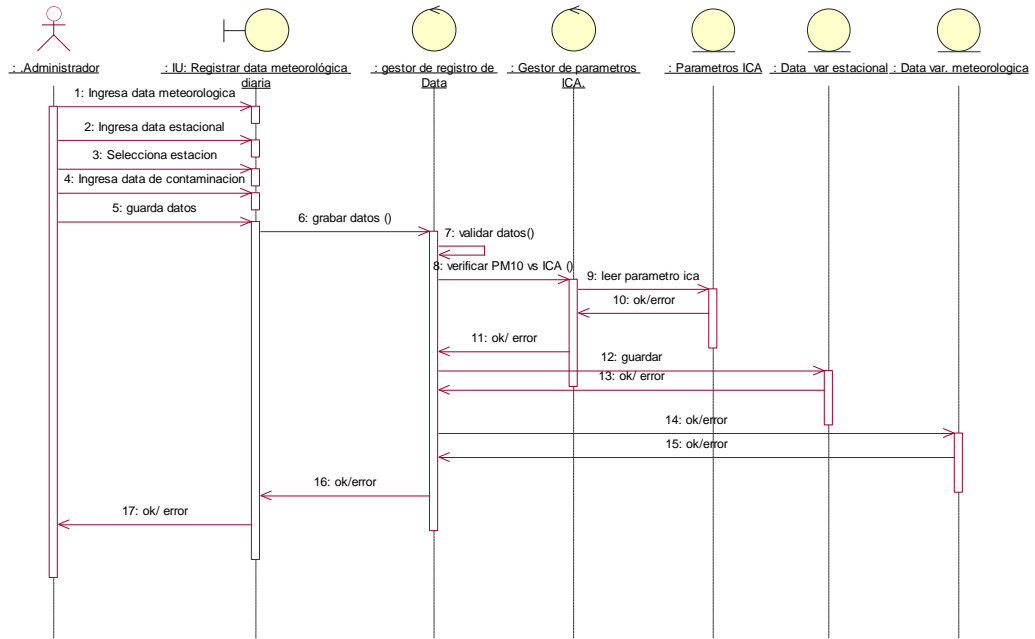 : .Administrador
: IU: Registrar data meteorológica
diaria
: gestor de registro de
Data
: Gestor de parametros
ICA.
: Parametros ICA
: Data var estacional
: Data var. meteorologica
1: Ingresa data meteorologica
2: Ingresa data estacional
3: Selecciona estacion
4: Ingresa data de contaminacion
5: guarda datos
6: grabar datos ()
7: validar datos()
8: verificar PM10 vs ICA ()
9: leer parametro ica
10: ok/error
11: ok/ error
12: guardar
13: ok/ error
14: ok/error
15: ok/error
16: ok/error
17: ok/ error